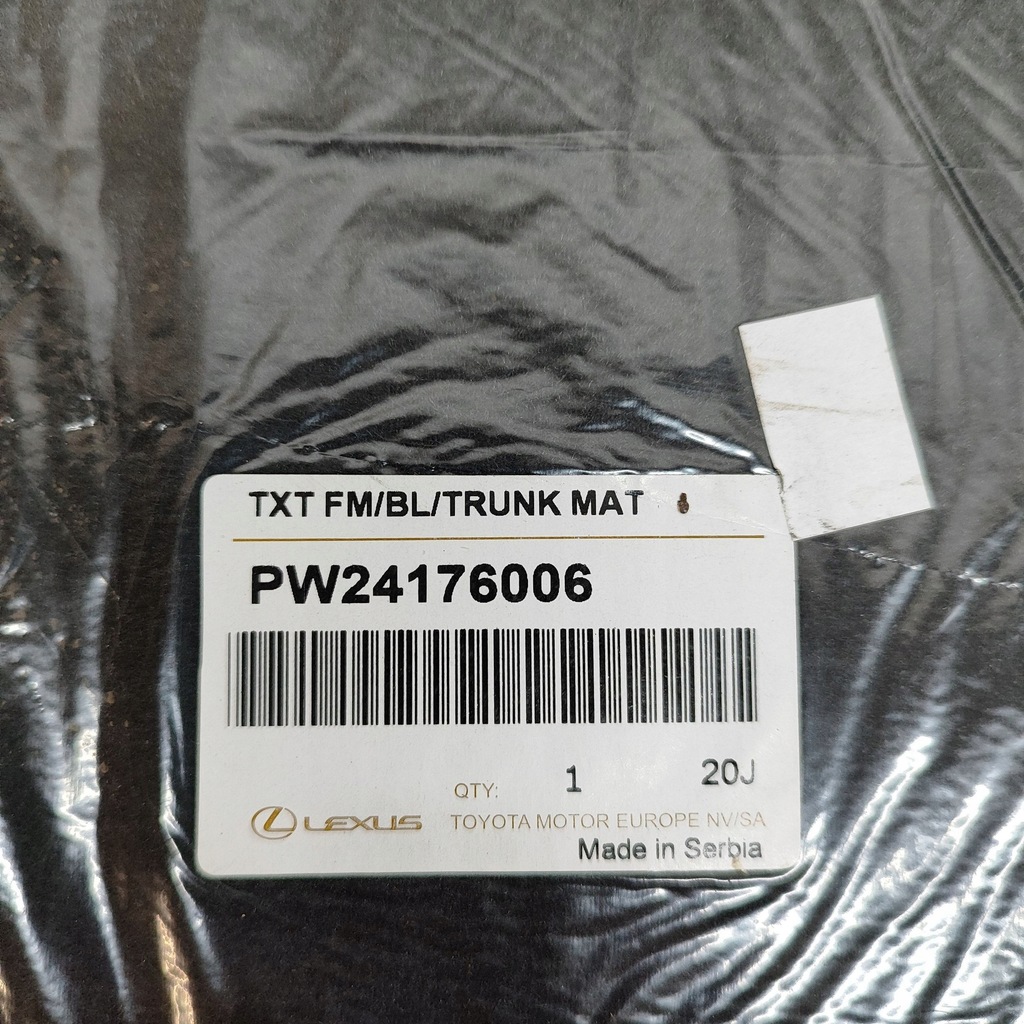 TXT FM/BL/TRUNK MAT
PW24176006
QTY: 1 20J
LEXUS TOYOTA MOTOR EUROPE NV/SA
Made in Serbia